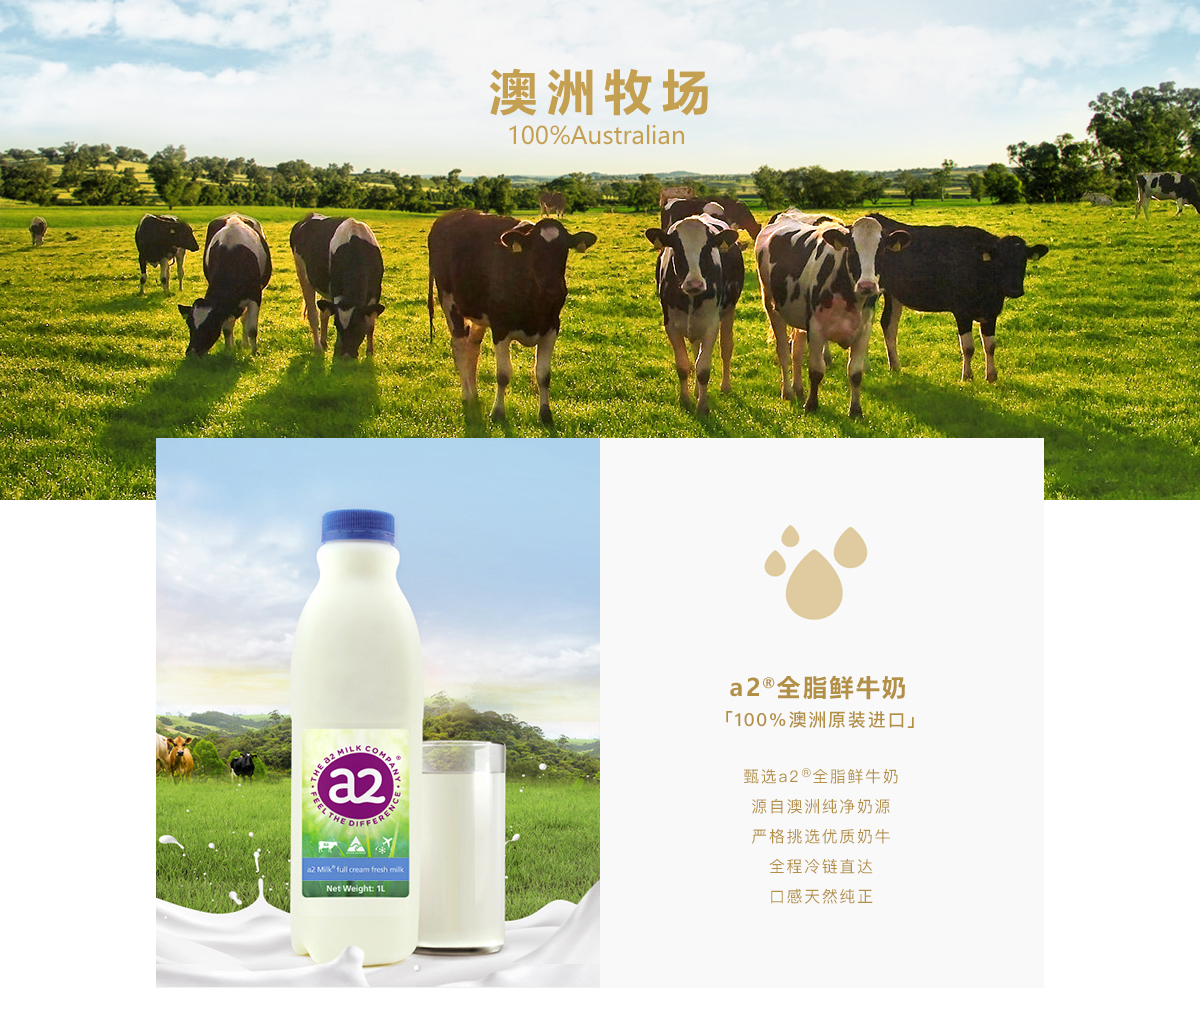 澳洲牧场
100%Australian
THE a2 MILK COMPANY ®
a2
FEEL THE DIFFERENCE
a2 Milk® full cream fresh milk
Net Weight: 1L
a2®全脂鲜牛奶
「100%澳洲原装进口」
甄选a2®全脂鲜牛奶
源自澳洲纯净奶源
严格挑选优质奶牛
全程冷链直达
口感天然纯正